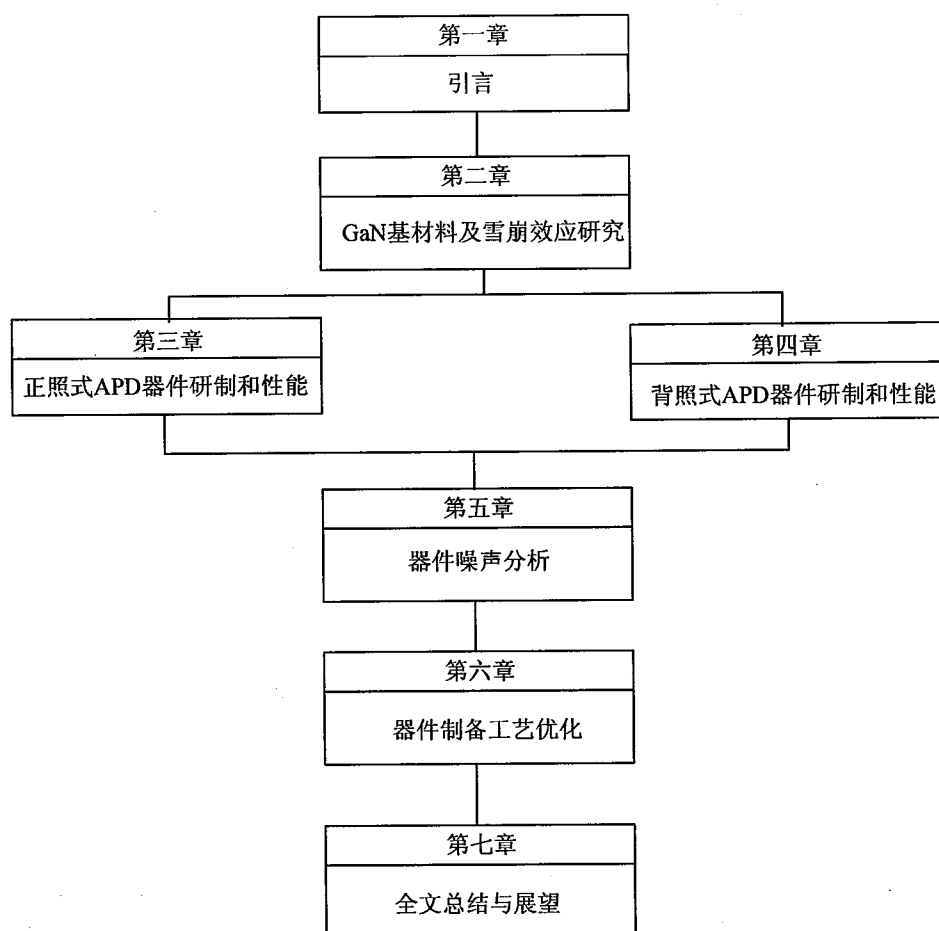 第一章
引言
第二章
GaN基材料及雪崩效应研究
第三章
正照式APD器件研制和性能
第四章
背照式APD器件研制和性能
第五章
器件噪声分析
第六章
器件制备工艺优化
第七章
全文总结与展望